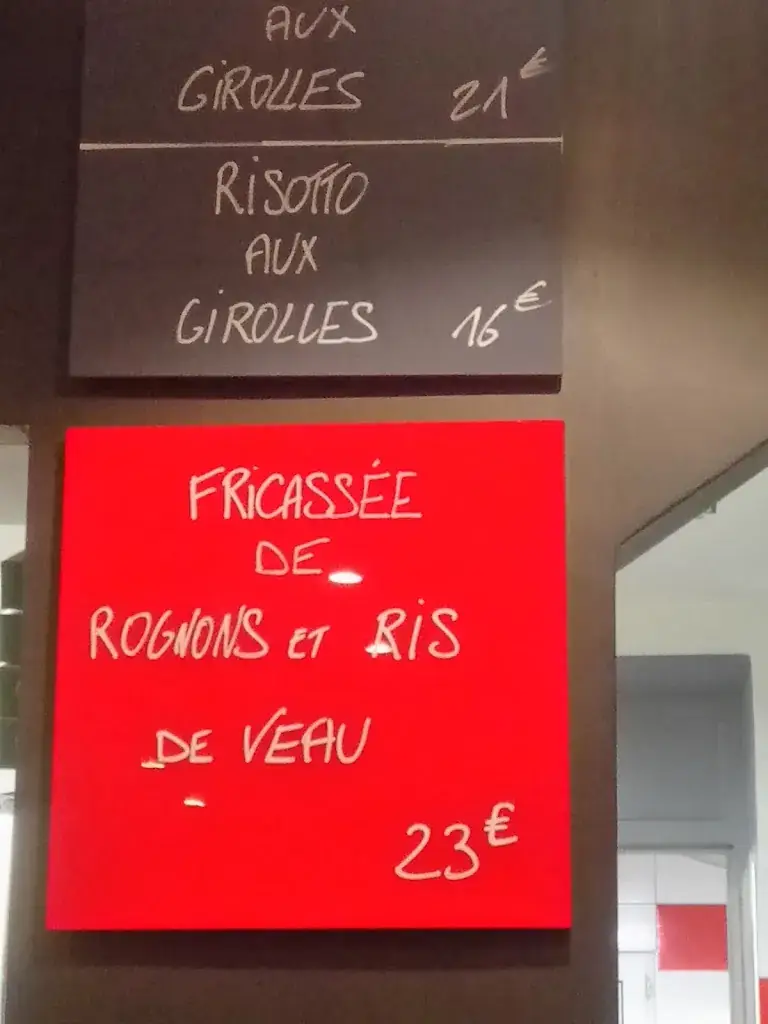 AUX
GIROLLES 21€
RISOTTO
AUX
GIROLLES 16€
FRICASSÉE
DE
ROGNONS ET RIS
DE VEAU
23€